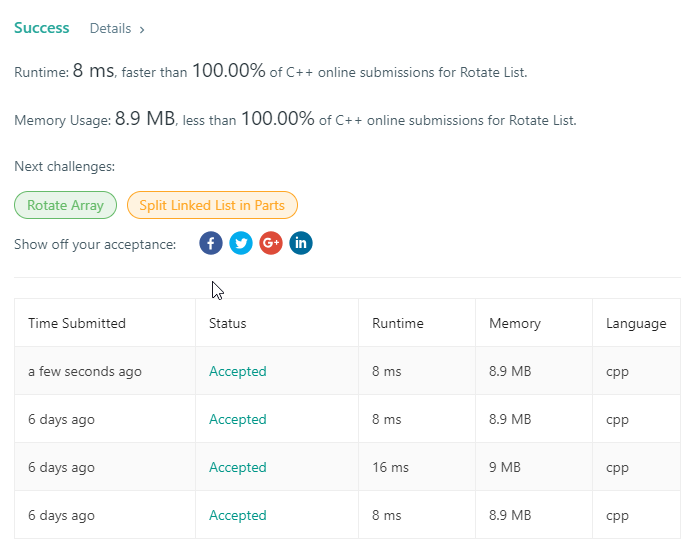 Success Details ›
Runtime: 8 ms, faster than 100.00% of C++ online submissions for Rotate List.
Memory Usage: 8.9 MB, less than 100.00% of C++ online submissions for Rotate List.
Next challenges:
Rotate Array Split Linked List in Parts
Show off your acceptance: f G+ in
Time Submitted Status Runtime Memory Language
a few seconds ago Accepted 8 ms 8.9 MB cpp
6 days ago Accepted 8 ms 8.9 MB cpp
6 days ago Accepted 16 ms 9 MB cpp
6 days ago Accepted 8 ms 8.9 MB cpp